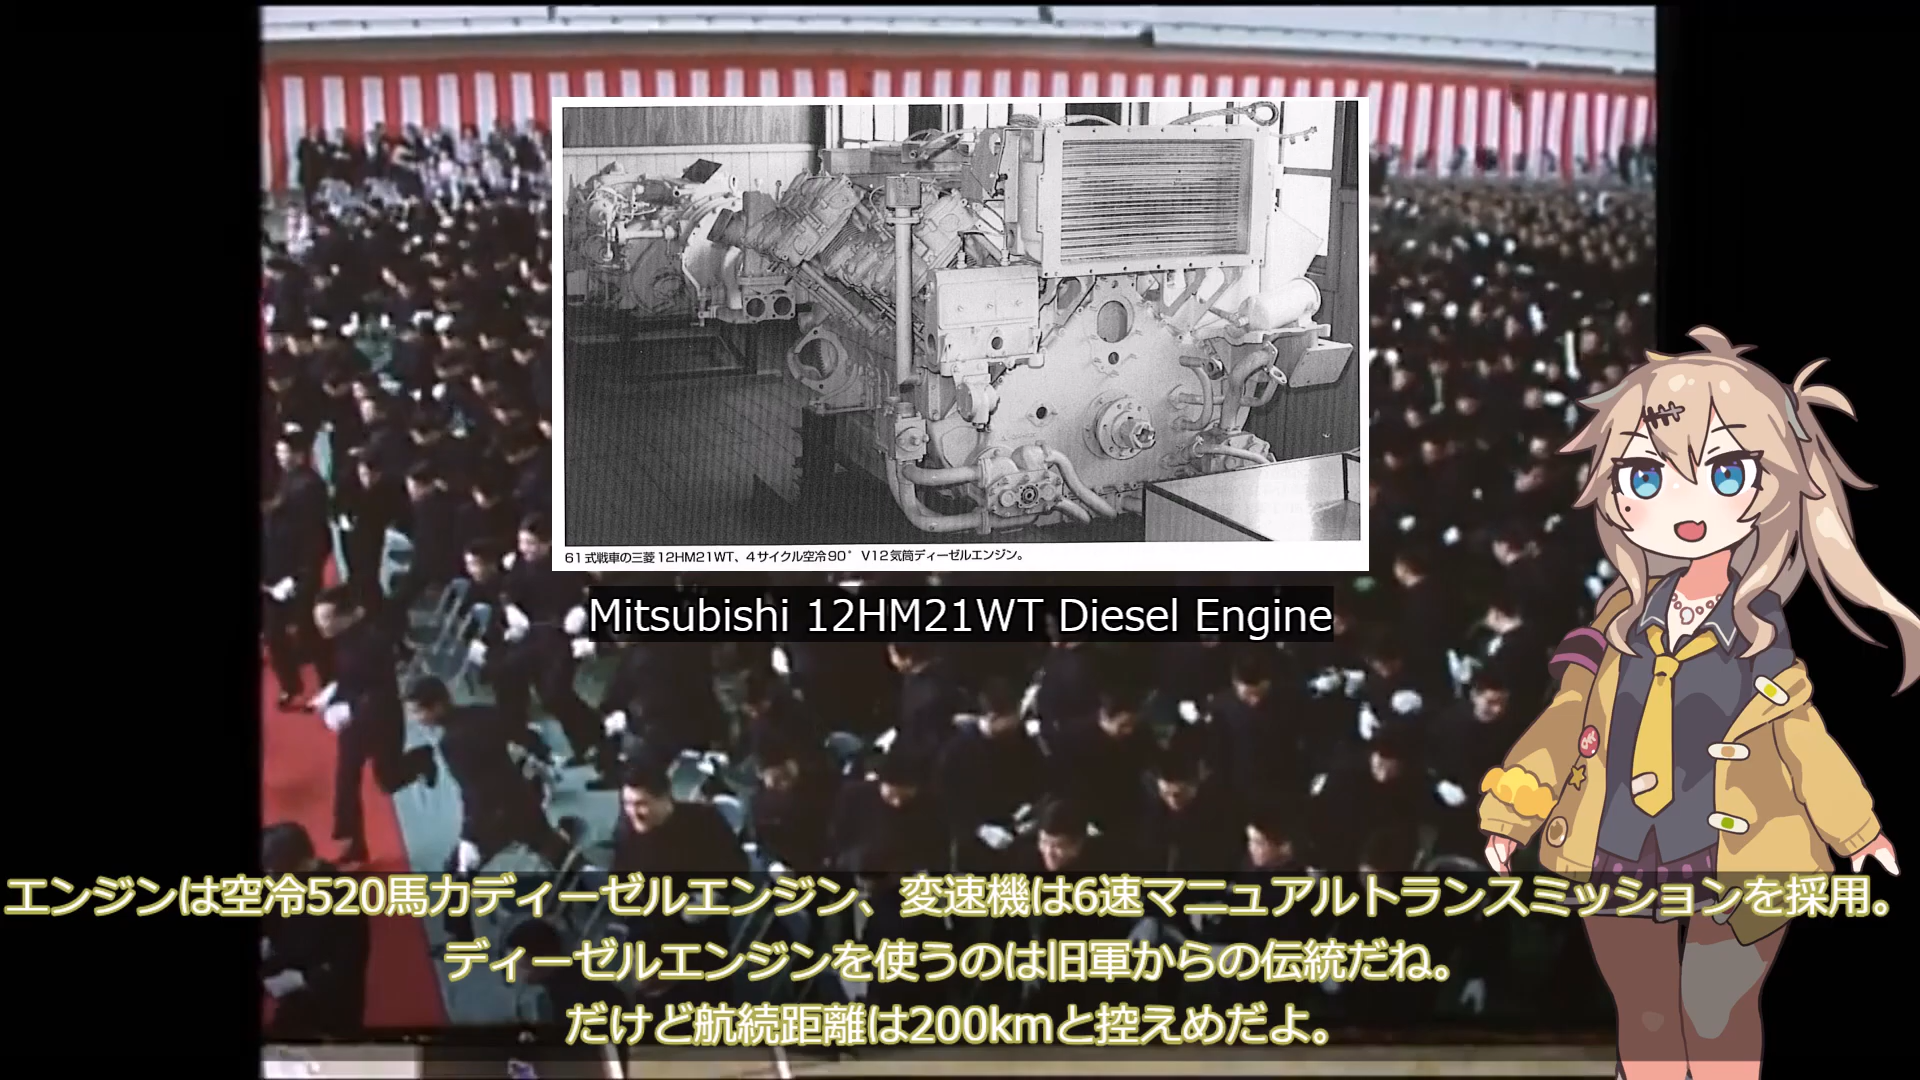 61式戦車の三菱12HM21WT、4サイクル空冷90°V12気筒ディーゼルエンジン。
Mitsubishi 12HM21WT Diesel Engine
エンジンは空冷520馬力ディーゼルエンジン、変速機は6速マニュアルトランスミッションを採用。
ディーゼルエンジンを使うのは旧軍からの伝統だね。
だけど航続距離は200kmと控えめだよ。